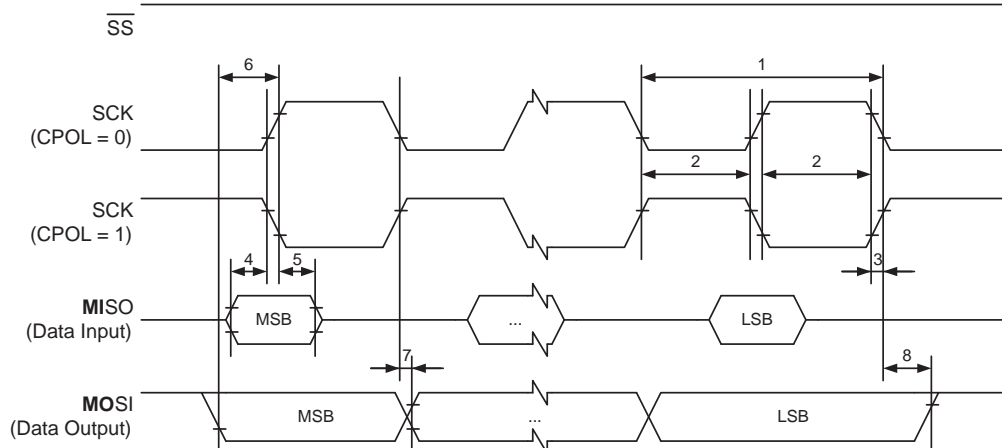 SS
6
1
SCK
(CPOL = 0)
2
2
SCK
(CPOL = 1)
4
5
3
MISO
(Data Input)
MSB
...
LSB
7
8
MOSI
(Data Output)
MSB
...
LSB